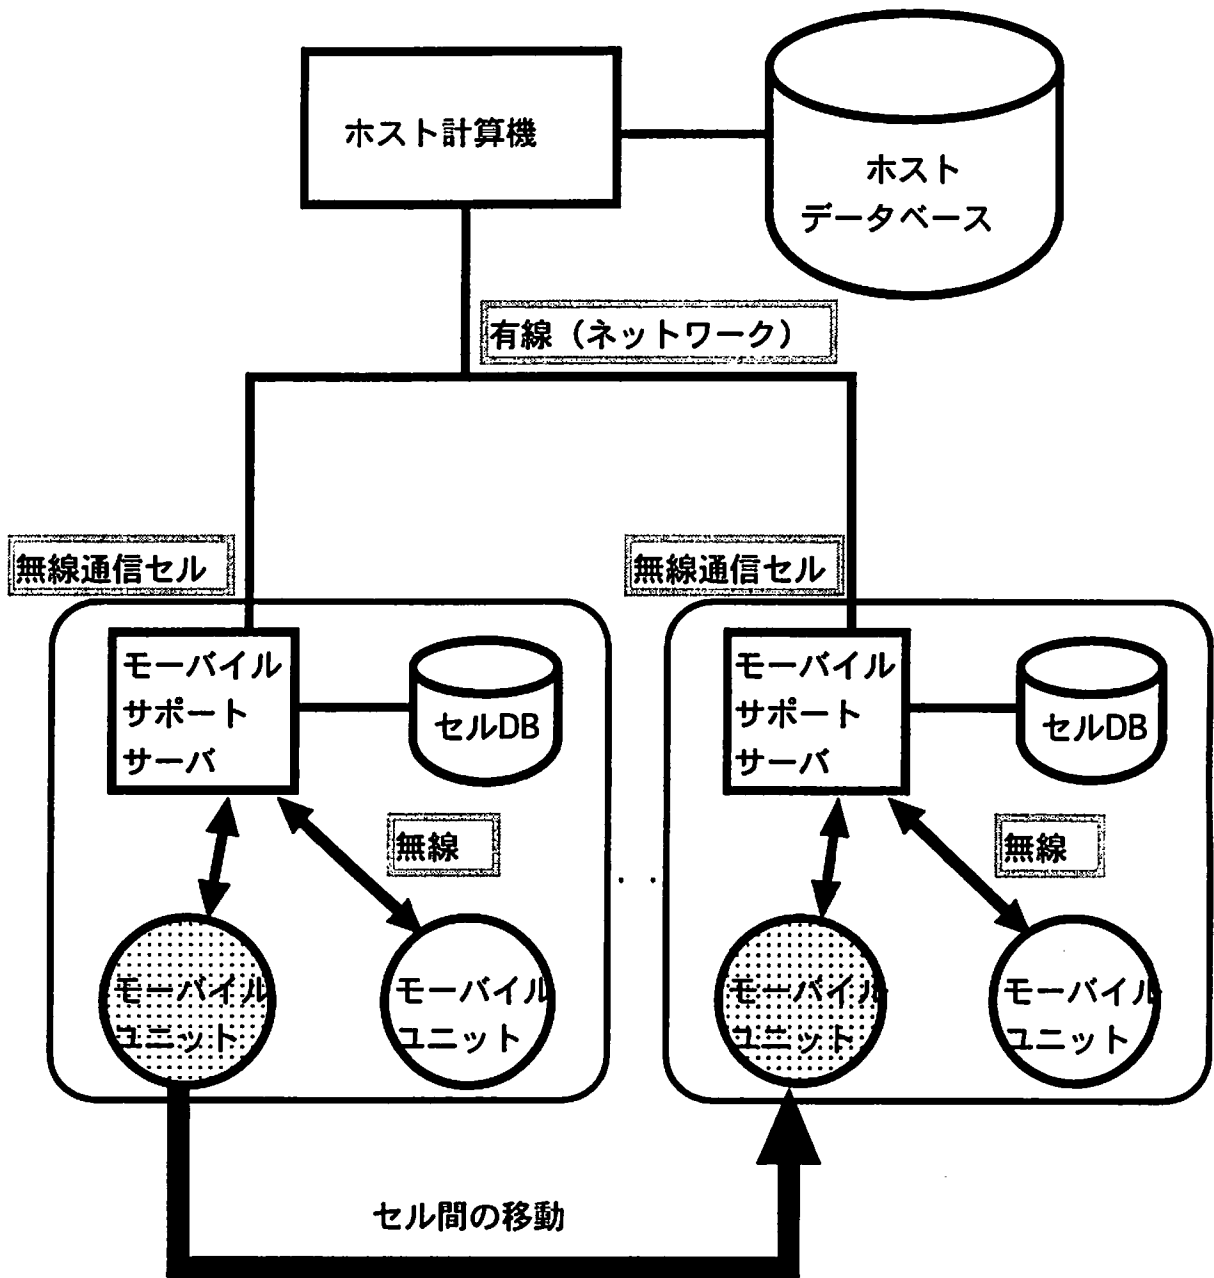 ホスト計算機
ホスト
データベース
有線（ネットワーク）
無線通信セル
無線通信セル
モーバイル
サポート
サーバ
セルDB
モーバイル
サポート
サーバ
セルDB
無線
無線
モーバイル
ユニット
モーバイル
ユニット
モーバイル
ユニット
モーバイル
ユニット
セル間の移動